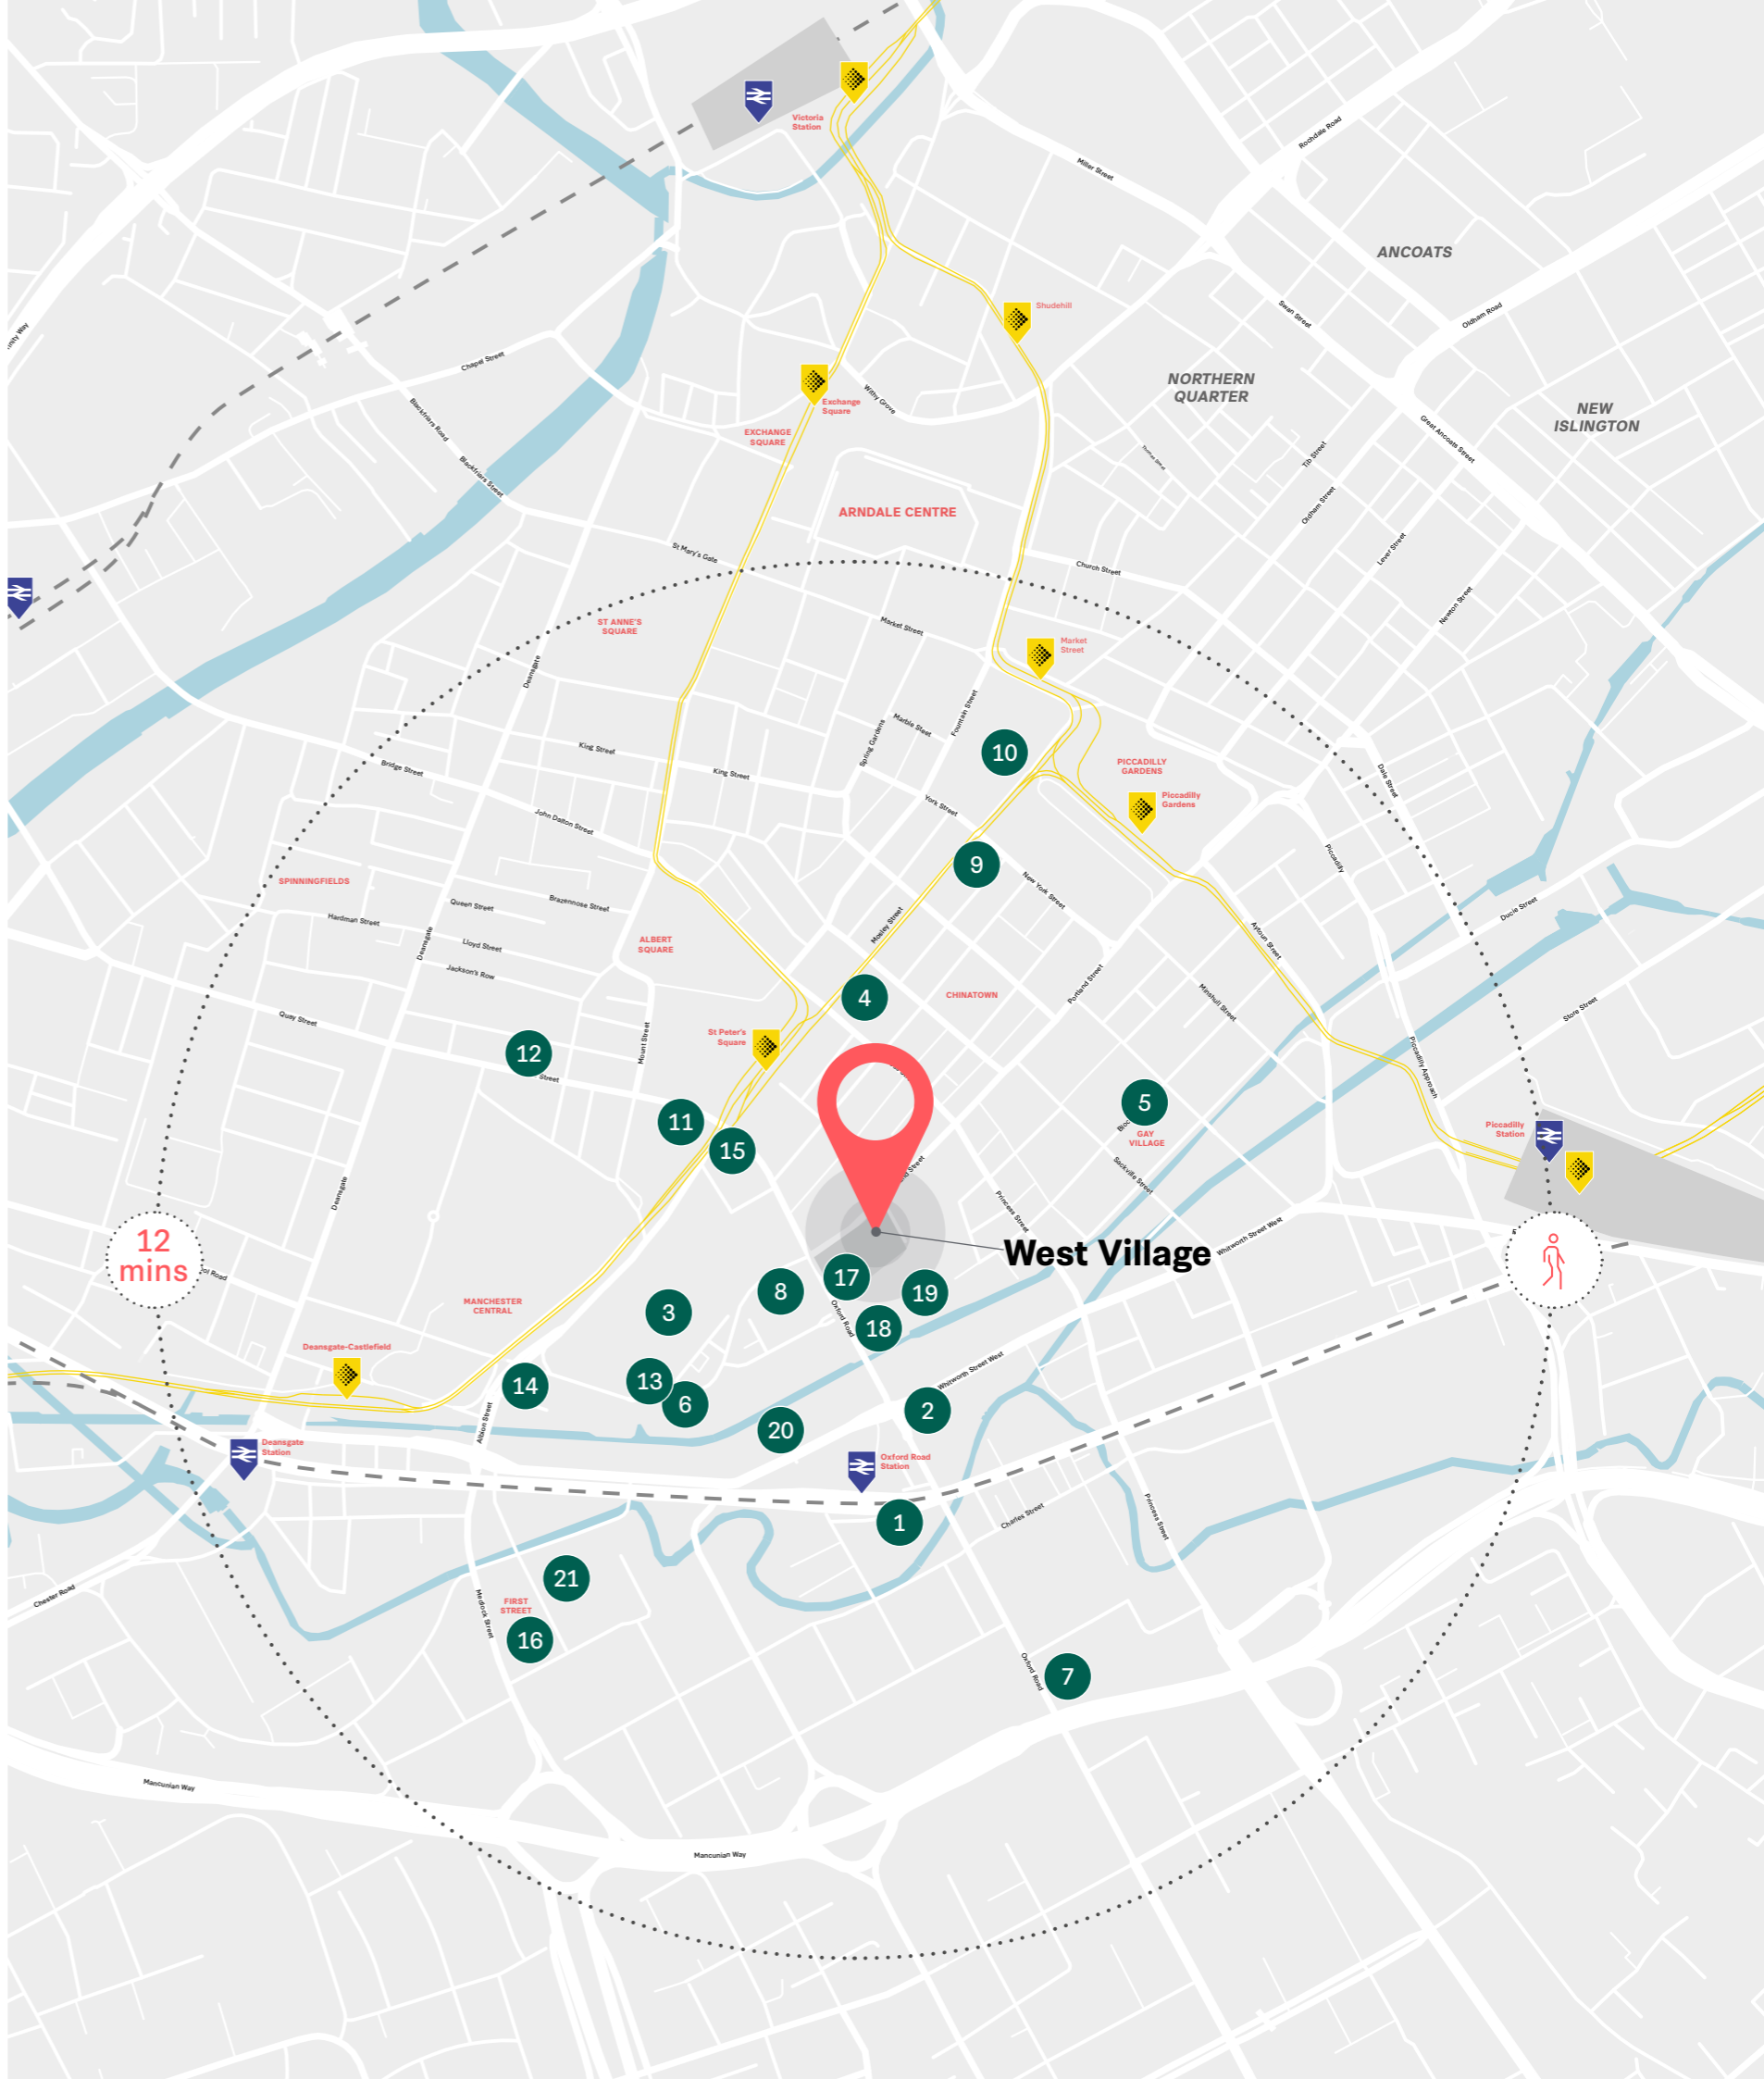 Victoria
Station
Miller Street
Rochdale Road
ANCOATS
Shudehill
Swan Street
Oldham Road
Chapel Street
Blackfriars Road
Exchange
Square
Withy Grove
NORTHERN
QUARTER
NEW
ISLINGTON
EXCHANGE
SQUARE
Great Ancoats Street
Tib Street
Thomas Street
Blackfriars Street
Oldham Street
ARNDALE CENTRE
Lever Street
St Mary's Gate
Church Street
Newton Street
ST ANNE'S
SQUARE
Market Street
Market
Street
Deansgate
Fountain Street
Marble Street
Spring Gardens
King Street
King Street
10
Bridge Street
PICCADILLY
GARDENS
Dale Street
Piccadilly
Gardens
York Street
John Dalton Street
Piccadilly
9
New York Street
SPINNINGFIELDS
Hardman Street
Queen Street
Brazennose Street
Ducie Street
Mosley Street
Aytoun Street
Deansgate
Lloyd Street
ALBERT
SQUARE
Jackson's Row
Portland Street
4
CHINATOWN
Minshull Street
Store Street
Quay Street
Mount Street
St Peter's
Square
12
Street
Piccadilly Approach
5
11
15
GAY
VILLAGE
Piccadilly
Station
Sackville Street
Deansgate
Princess Street
12
mins
West Village
Whitworth Street West
MANCHESTER
CENTRAL
3
8
17
19
Oxford Road
18
Deansgate-Castlefield
14
13
6
Whitworth Street West
2
20
Albion Street
Deansgate
Station
Oxford Road
Station
1
Charles Street
Princess Street
21
Chester Road
Medlock Street
FIRST
STREET
16
Oxford Road
7
Mancunian Way
Mancunian Way